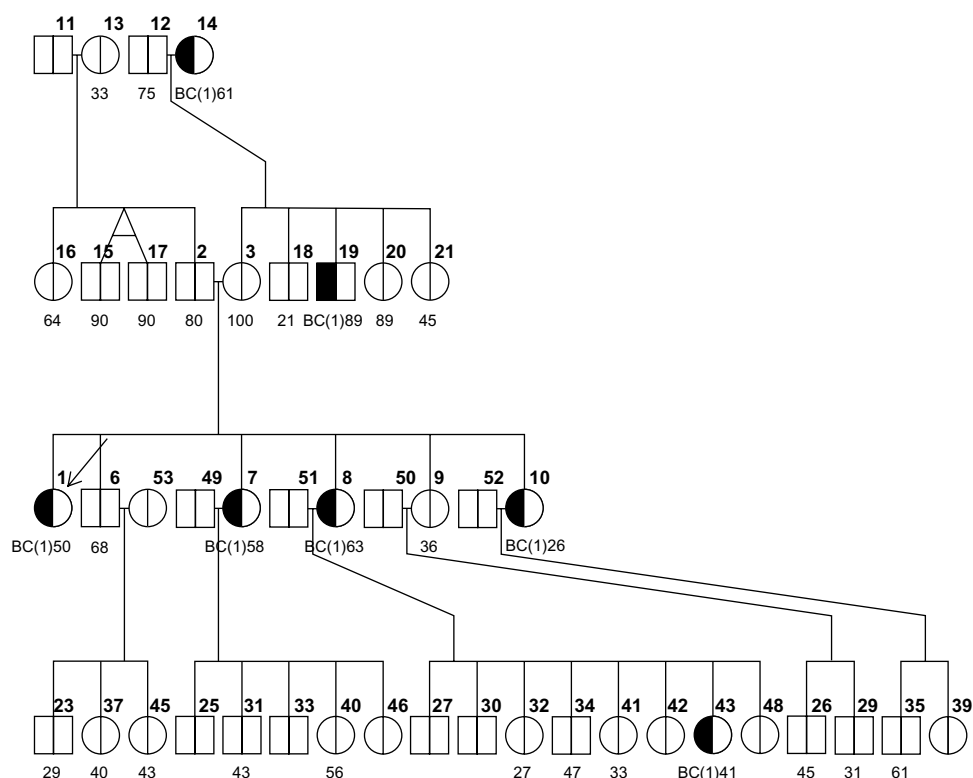 11 13 12 14
33 75 BC(1)61
16 15 17 2 3 18 19 20 21
64 90 90 80 100 21 BC(1)89 89 45
1 6 53 49 7 51 8 50 9 52 10
BC(1)50 68 BC(1)58 BC(1)63 36 BC(1)26
23 37 45 25 31 33 40 46 27 30 32 34 41 42 43 48 26 29 35 39
29 40 43 43 56 27 47 33 BC(1)41 45 31 61